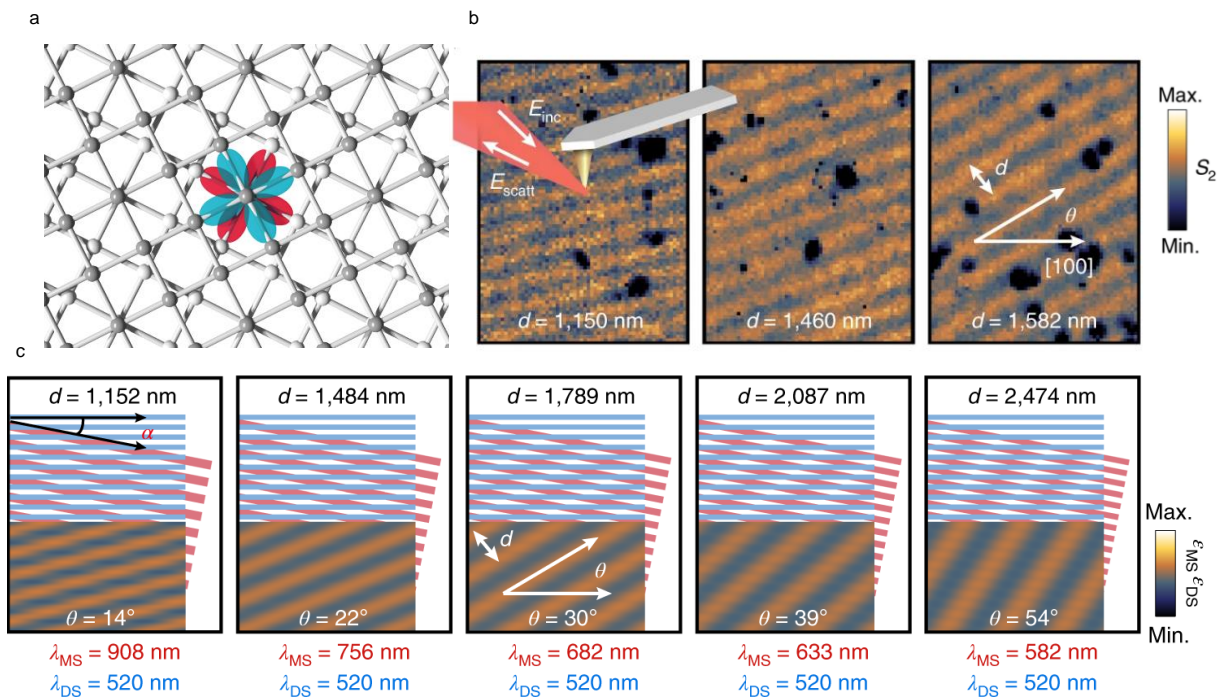 a
b
E_inc
E_scatt
d = 1,150 nm
d = 1,460 nm
d
θ
[100]
d = 1,582 nm
Max.
S_2
Min.
c
d = 1,152 nm
α
θ = 14°
λ_MS = 908 nm
λ_DS = 520 nm
d = 1,484 nm
θ = 22°
λ_MS = 756 nm
λ_DS = 520 nm
d = 1,789 nm
d
θ
θ = 30°
λ_MS = 682 nm
λ_DS = 520 nm
d = 2,087 nm
θ = 39°
λ_MS = 633 nm
λ_DS = 520 nm
d = 2,474 nm
θ = 54°
λ_MS = 582 nm
λ_DS = 520 nm
Max.
ε_MS ε_DS
Min.